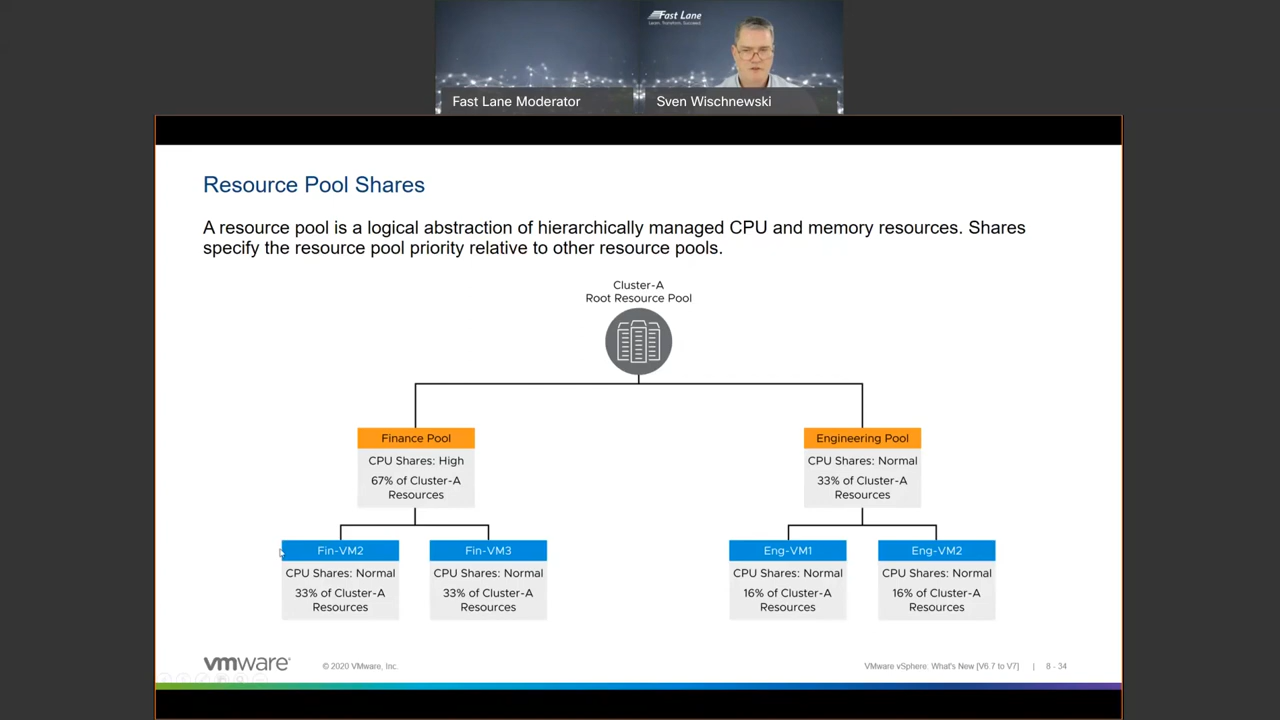 Fast Lane
Learn. Transform. Succeed.
Fast Lane Moderator
Sven Wischnewski
Resource Pool Shares
A resource pool is a logical abstraction of hierarchically managed CPU and memory resources. Shares
specify the resource pool priority relative to other resource pools.
Cluster-A
Root Resource Pool
Finance Pool
CPU Shares: High
67% of Cluster-A
Resources
Engineering Pool
CPU Shares: Normal
33% of Cluster-A
Resources
Fin-VM2
CPU Shares: Normal
33% of Cluster-A
Resources
Fin-VM3
CPU Shares: Normal
33% of Cluster-A
Resources
Eng-VM1
CPU Shares: Normal
16% of Cluster-A
Resources
Eng-VM2
CPU Shares: Normal
16% of Cluster-A
Resources
vmware®
© 2020 VMware, Inc.
VMware vSphere: What's New [V6.7 to V7] | 8 - 34